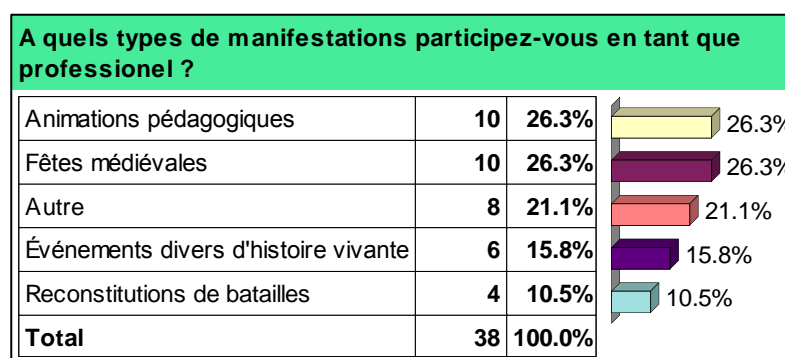 A quels types de manifestations participez-vous en tant que
professionel ?
Animations pédagogiques 10 26.3% 26.3%
Fêtes médiévales 10 26.3% 26.3%
Autre 8 21.1% 21.1%
Événements divers d'histoire vivante 6 15.8% 15.8%
Reconstitutions de batailles 4 10.5% 10.5%
Total 38 100.0%